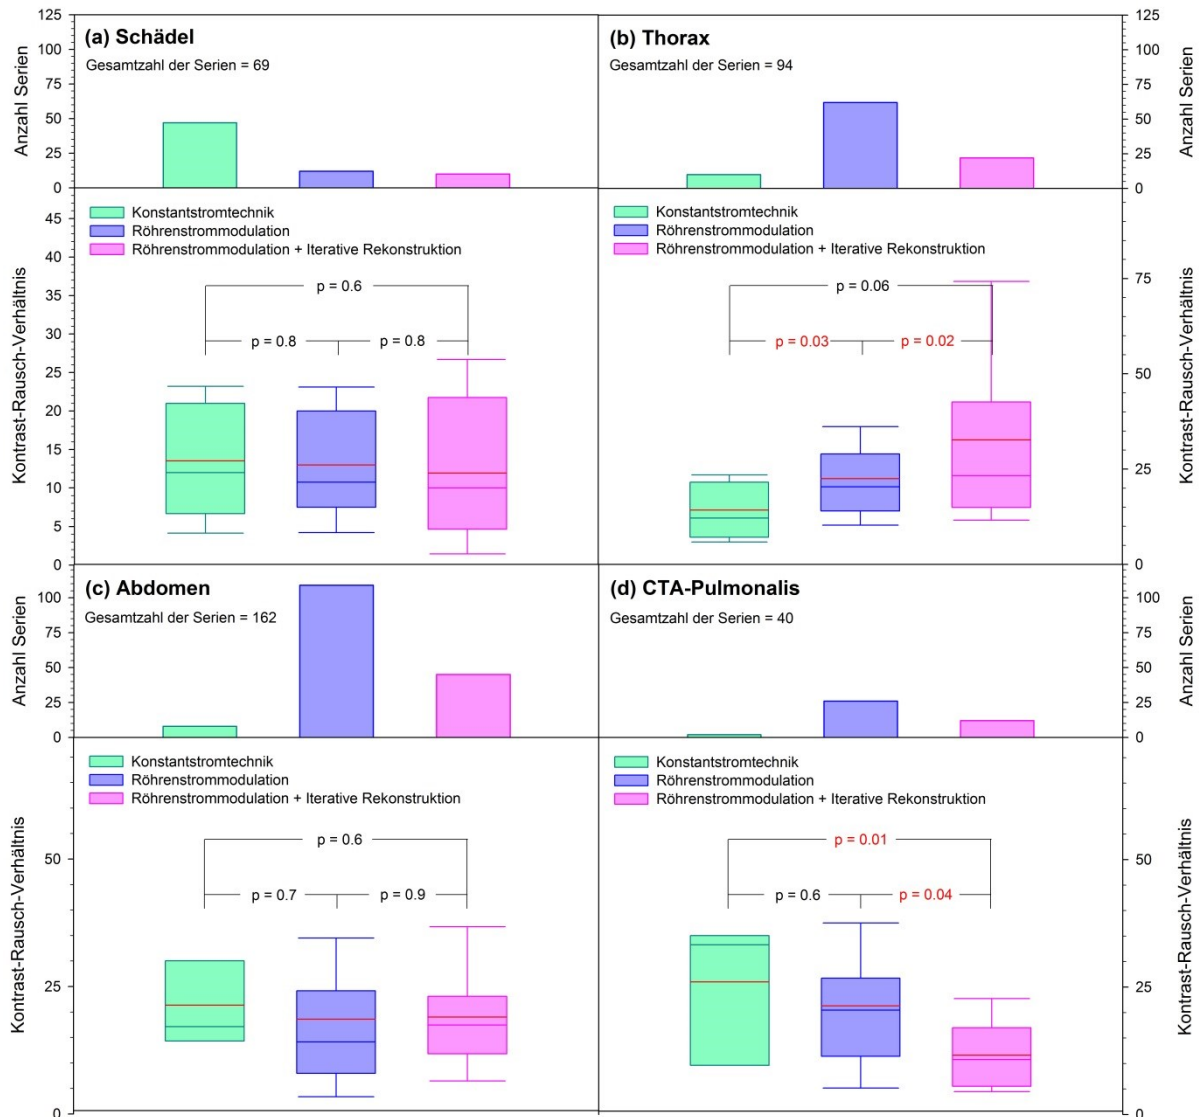 (a) Schädel
Gesamtzahl der Serien = 69
Anzahl Serien
125
100
75
50
25
0
(b) Thorax
Gesamtzahl der Serien = 94
125
100
75
50
25
0
Anzahl Serien
Konstantstromtechnik
Röhrenstrommodulation
Röhrenstrommodulation + Iterative Rekonstruktion
p = 0.6
p = 0.8
p = 0.8
Kontrast-Rausch-Verhältnis
45
40
35
30
25
20
15
10
5
0
Konstantstromtechnik
Röhrenstrommodulation
Röhrenstrommodulation + Iterative Rekonstruktion
p = 0.06
p = 0.03
p = 0.02
75
50
25
0
Kontrast-Rausch-Verhältnis
(c) Abdomen
Gesamtzahl der Serien = 162
Anzahl Serien
100
75
50
25
0
(d) CTA-Pulmonalis
Gesamtzahl der Serien = 40
100
75
50
25
0
Anzahl Serien
Konstantstromtechnik
Röhrenstrommodulation
Röhrenstrommodulation + Iterative Rekonstruktion
p = 0.6
p = 0.7
p = 0.9
Kontrast-Rausch-Verhältnis
50
25
0
Konstantstromtechnik
Röhrenstrommodulation
Röhrenstrommodulation + Iterative Rekonstruktion
p = 0.01
p = 0.6
p = 0.04
50
25
0
Kontrast-Rausch-Verhältnis